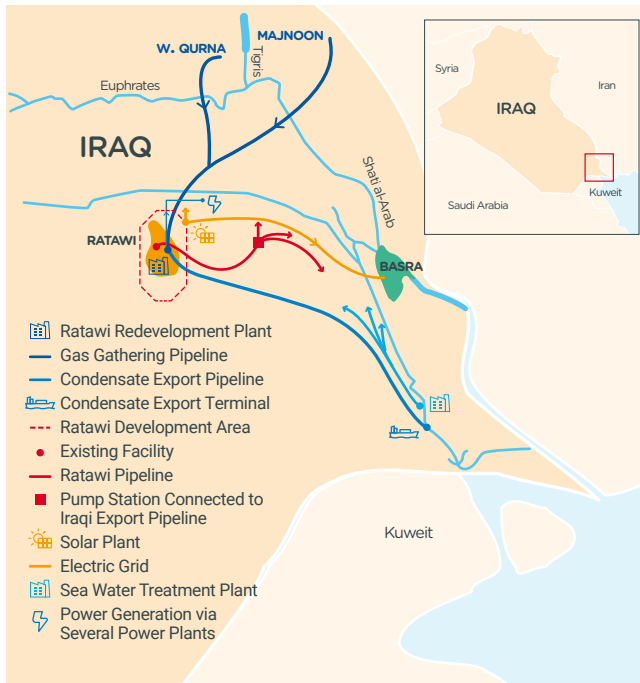 W. QURNA
MAJNOON
Tigris
Euphrates
IRAQ
Shati al-Arab
RATAWI
BASRA
Syria
Iran
IRAQ
Kuwait
Saudi Arabia
Ratawi Redevelopment Plant
Gas Gathering Pipeline
Condensate Export Pipeline
Condensate Export Terminal
Ratawi Development Area
Existing Facility
Ratawi Pipeline
Pump Station Connected to
Iraqi Export Pipeline
Solar Plant
Electric Grid
Sea Water Treatment Plant
Power Generation via
Several Power Plants
Kuweit